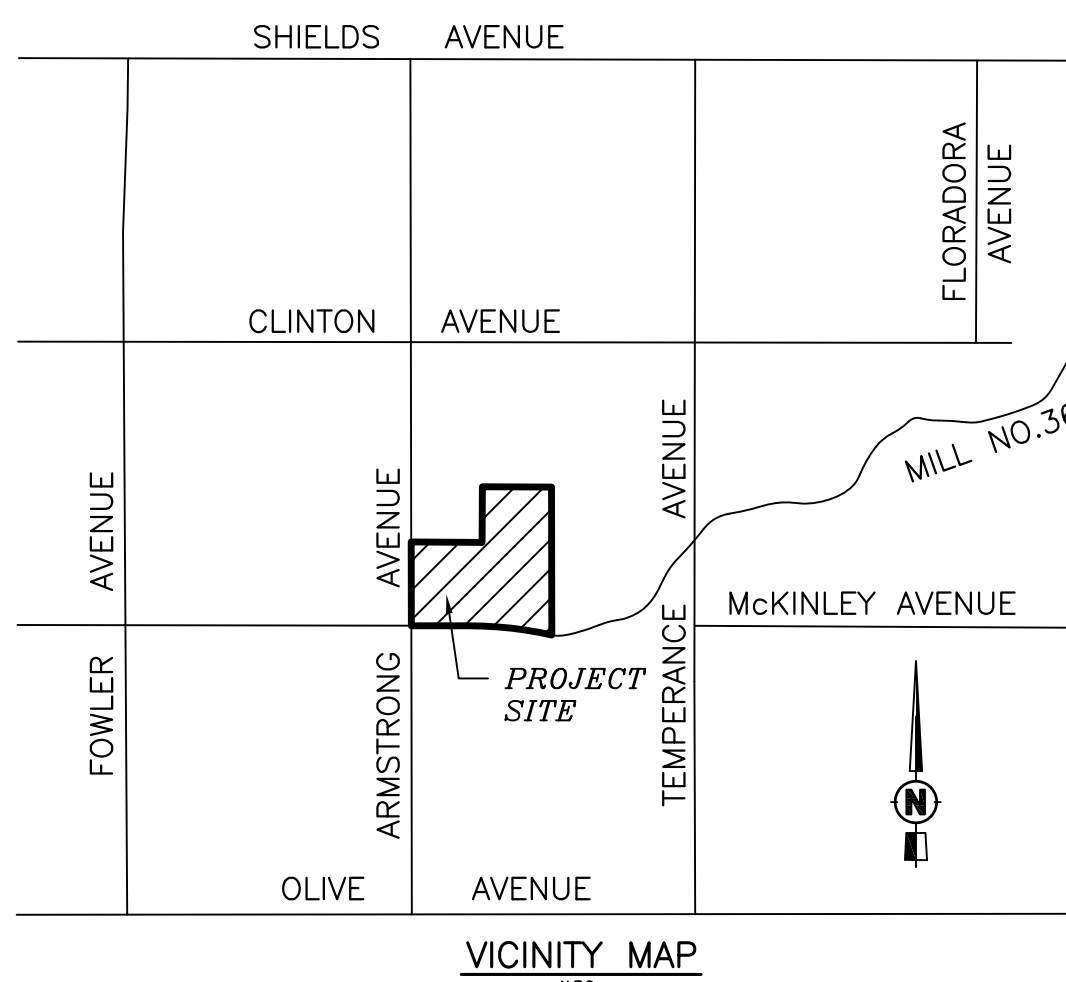 SHIELDS AVENUE
FLORADORA
AVENUE
CLINTON AVENUE
AVENUE
MILL NO.36
AVENUE
AVENUE
McKINLEY AVENUE
FOWLER
ARMSTRONG
PROJECT
SITE
TEMPERANCE
N
OLIVE AVENUE
VICINITY MAP